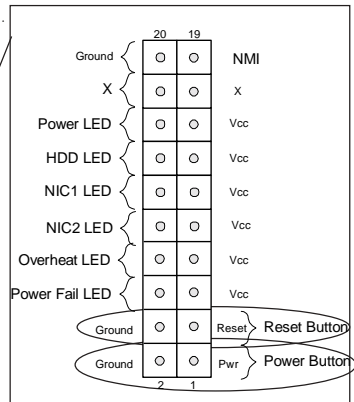 20 19
Ground NMI
X X
Power LED Vcc
HDD LED Vcc
NIC1 LED Vcc
NIC2 LED Vcc
Overheat LED Vcc
Power Fail LED Vcc
Ground Reset Reset Button
Ground Pwr Power Button
2 1